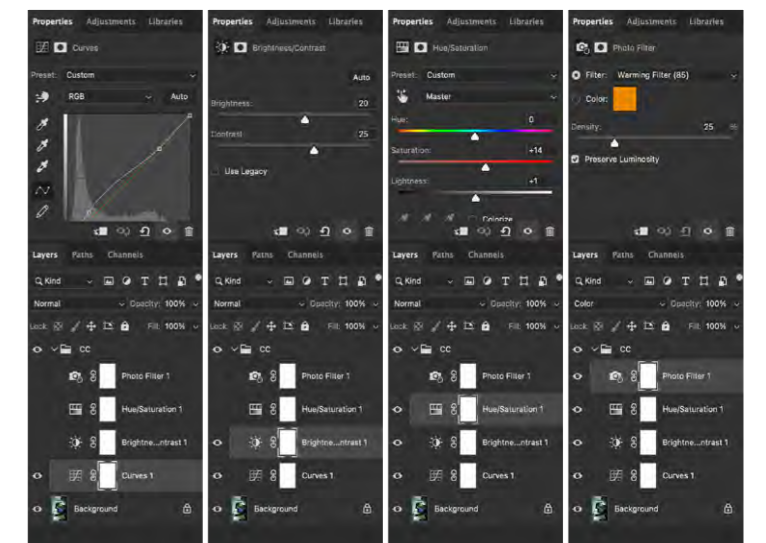 Properties Adjustments Libraries
Curves
Preset: Custom
RGB Auto
Layers Paths Channels
Kind
Normal Opacity: 100%
Lock: Fill: 100%
CC
Photo Filter 1
Hue/Saturation 1
Brightne...ntrast 1
Curves 1
Background
Properties Adjustments Libraries
Brightness/Contrast
Auto
Brightness: 20
Contrast: 25
Use Legacy
Layers Paths Channels
Kind
Normal Opacity: 100%
Lock: Fill: 100%
CC
Photo Filter 1
Hue/Saturation 1
Brightne...ntrast 1
Curves 1
Background
Properties Adjustments Libraries
Hue/Saturation
Preset: Custom
Master
Hue: 0
Saturation: +14
Lightness: +1
Colorize
Layers Paths Channels
Kind
Normal Opacity: 100%
Lock: Fill: 100%
CC
Photo Filter 1
Hue/Saturation 1
Brightne...ntrast 1
Curves 1
Background
Properties Adjustments Libraries
Photo Filter
Filter: Warming Filter (85)
Color:
Density: 25
Preserve Luminosity
Layers Paths Channels
Kind
Color Opacity: 100%
Lock: Fill: 100%
CC
Photo Filter 1
Hue/Saturation 1
Brightne...ntrast 1
Curves 1
Background